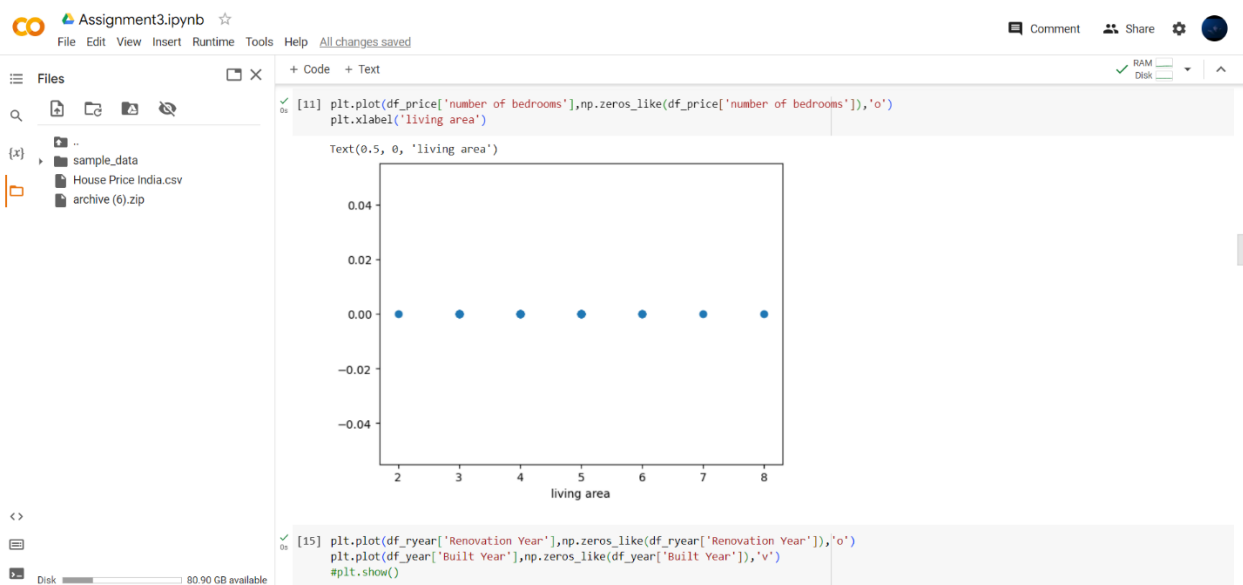 Assignment3.ipynb
File Edit View Insert Runtime Tools Help All changes saved
Comment Share
Files
+ Code + Text
RAM
Disk
..
sample_data
House Price India.csv
archive (6).zip
{x}
0s
[11] plt.plot(df_price['number of bedrooms'],np.zeros_like(df_price['number of bedrooms']),'o')
plt.xlabel('living area')
Text(0.5, 0, 'living area')
0.04
0.02
0.00
−0.02
−0.04
2 3 4 5 6 7 8
living area
0s
[15] plt.plot(df_ryear['Renovation Year'],np.zeros_like(df_ryear['Renovation Year']),'o')
plt.plot(df_year['Built Year'],np.zeros_like(df_year['Built Year']),'v')
#plt.show()
Disk 80.90 GB available